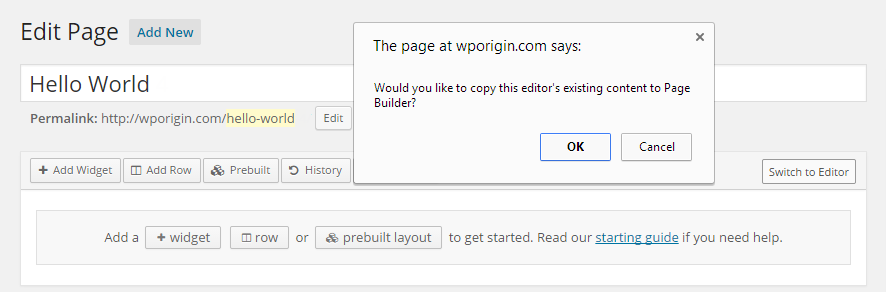 Edit Page Add New
The page at wporigin.com says:
Would you like to copy this editor's existing content to Page
Builder?
OK Cancel
Hello World
Permalink: http://wporigin.com/hello-world Edit
Add Widget Add Row Prebuilt History Switch to Editor
Add a widget row or prebuilt layout to get started. Read our starting guide if you need help.